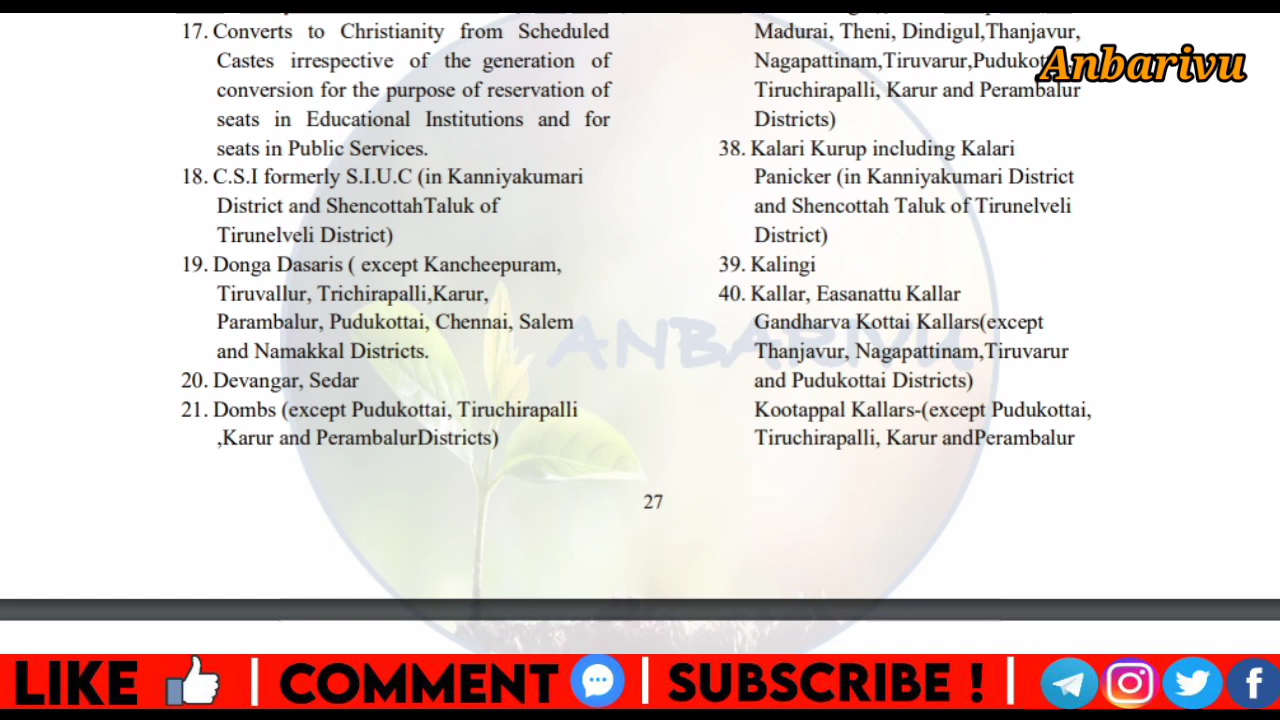 17. Converts to Christianity from Scheduled
Castes irrespective of the generation of
conversion for the purpose of reservation of
seats in Educational Institutions and for
seats in Public Services.
18. C.S.I formerly S.I.U.C (in Kanniyakumari
District and ShencottahTaluk of
Tirunelveli District)
19. Donga Dasaris ( except Kancheepuram,
Tiruvallur, Trichirapalli,Karur,
Parambalur, Pudukottai, Chennai, Salem
and Namakkal Districts.
20. Devangar, Sedar
21. Dombs (except Pudukottai, Tiruchirapalli
,Karur and PerambalurDistricts)
Madurai, Theni, Dindigul,Thanjavur,
Nagapattinam,Tiruvarur,
Tiruchirapalli, Karur and Perambalur
Districts)
38. Kalari Kurup including Kalari
Panicker (in Kanniyakumari District
and Shencottah Taluk of Tirunelveli
District)
39. Kalingi
40. Kallar, Easanattu Kallar
Gandharva Kottai Kallars(except
Thanjavur, Nagapattinam,Tiruvarur
and Pudukottai Districts)
Kootappal Kallars-(except Pudukottai,
Tiruchirapalli, Karur andPerambalur
Anbarivu
ANBARIVU
27
LIKE | COMMENT | SUBSCRIBE ! |